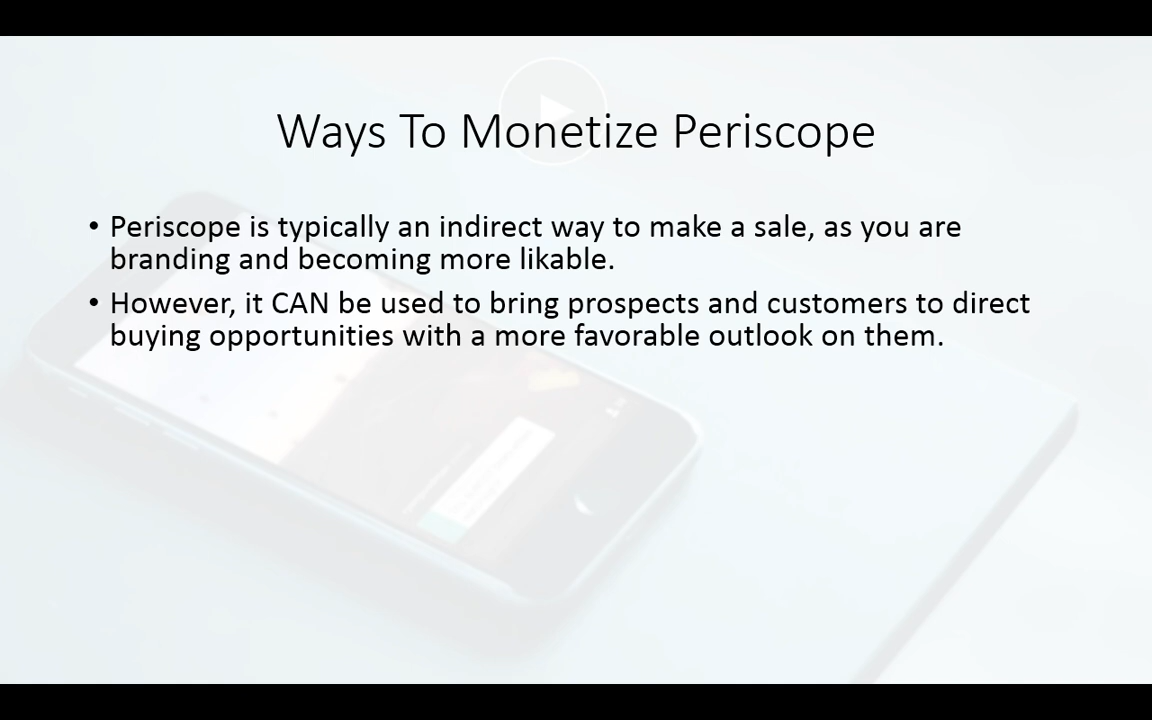 Ways To Monetize Periscope
• Periscope is typically an indirect way to make a sale, as you are
branding and becoming more likable.
• However, it CAN be used to bring prospects and customers to direct
buying opportunities with a more favorable outlook on them.